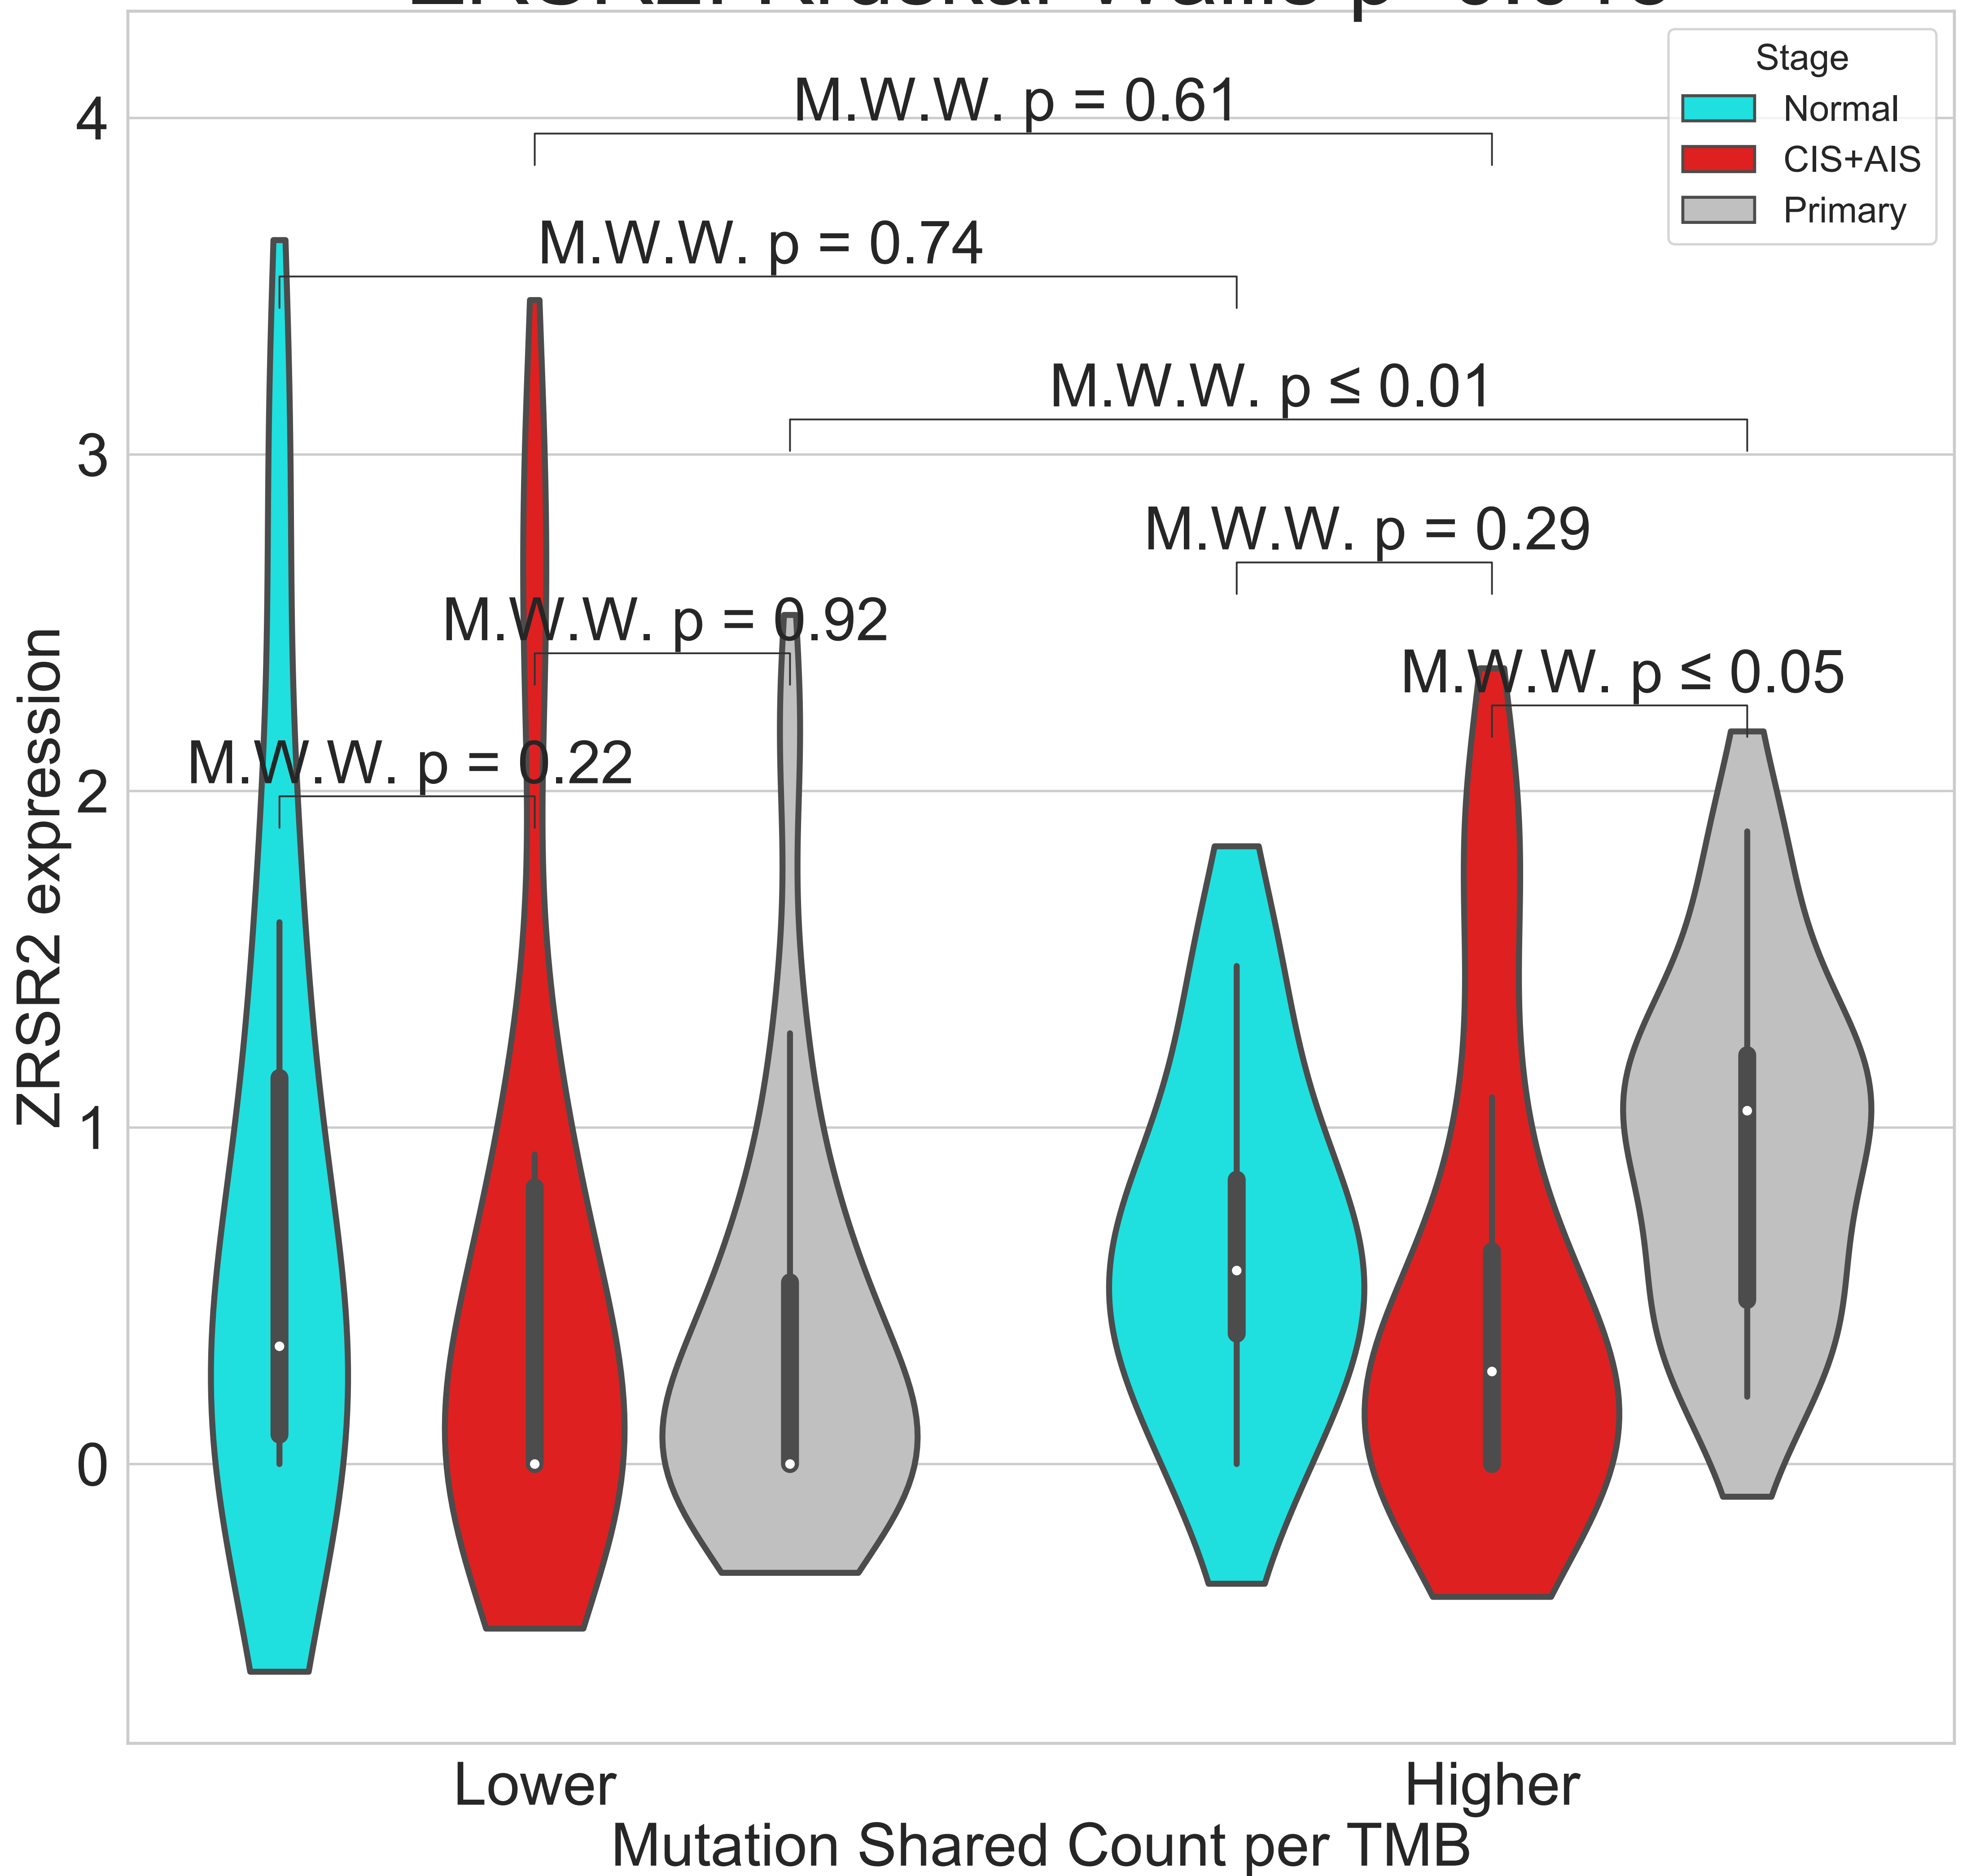 Stage
Normal
CIS+AIS
Primary
M.W.W. p = 0.61
M.W.W. p = 0.74
M.W.W. p ≤ 0.01
M.W.W. p = 0.29
M.W.W. p = 0.92
M.W.W. p ≤ 0.05
M.W.W. p = 0.22
4
3
2
1
0
ZRSR2 expression
Lower
Higher
Mutation Shared Count per TMB